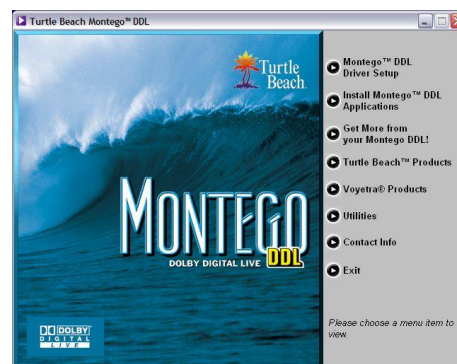 Turtle Beach Montego™ DDL
Turtle
Beach
MONTEGO
DDL
DOLBY DIGITAL LIVE
DOLBY
DIGITAL
LIVE
Montego™ DDL
Driver Setup
Install Montego™ DDL
Applications
Get More from
your Montego DDL!
Turtle Beach™ Products
Voyetra® Products
Utilities
Contact Info
Exit
Please choose a menu item to
view.